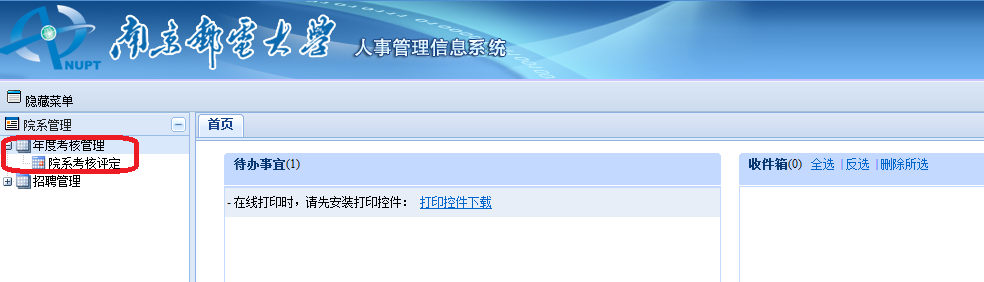 NUPT
南京邮电大学
人事管理信息系统
隐藏菜单
院系管理
首页
年度考核管理
院系考核评定
招聘管理
待办事宜(1)
- 在线打印时，请先安装打印控件： 打印控件下载
收件箱(0) 全选 |反选 |删除所选